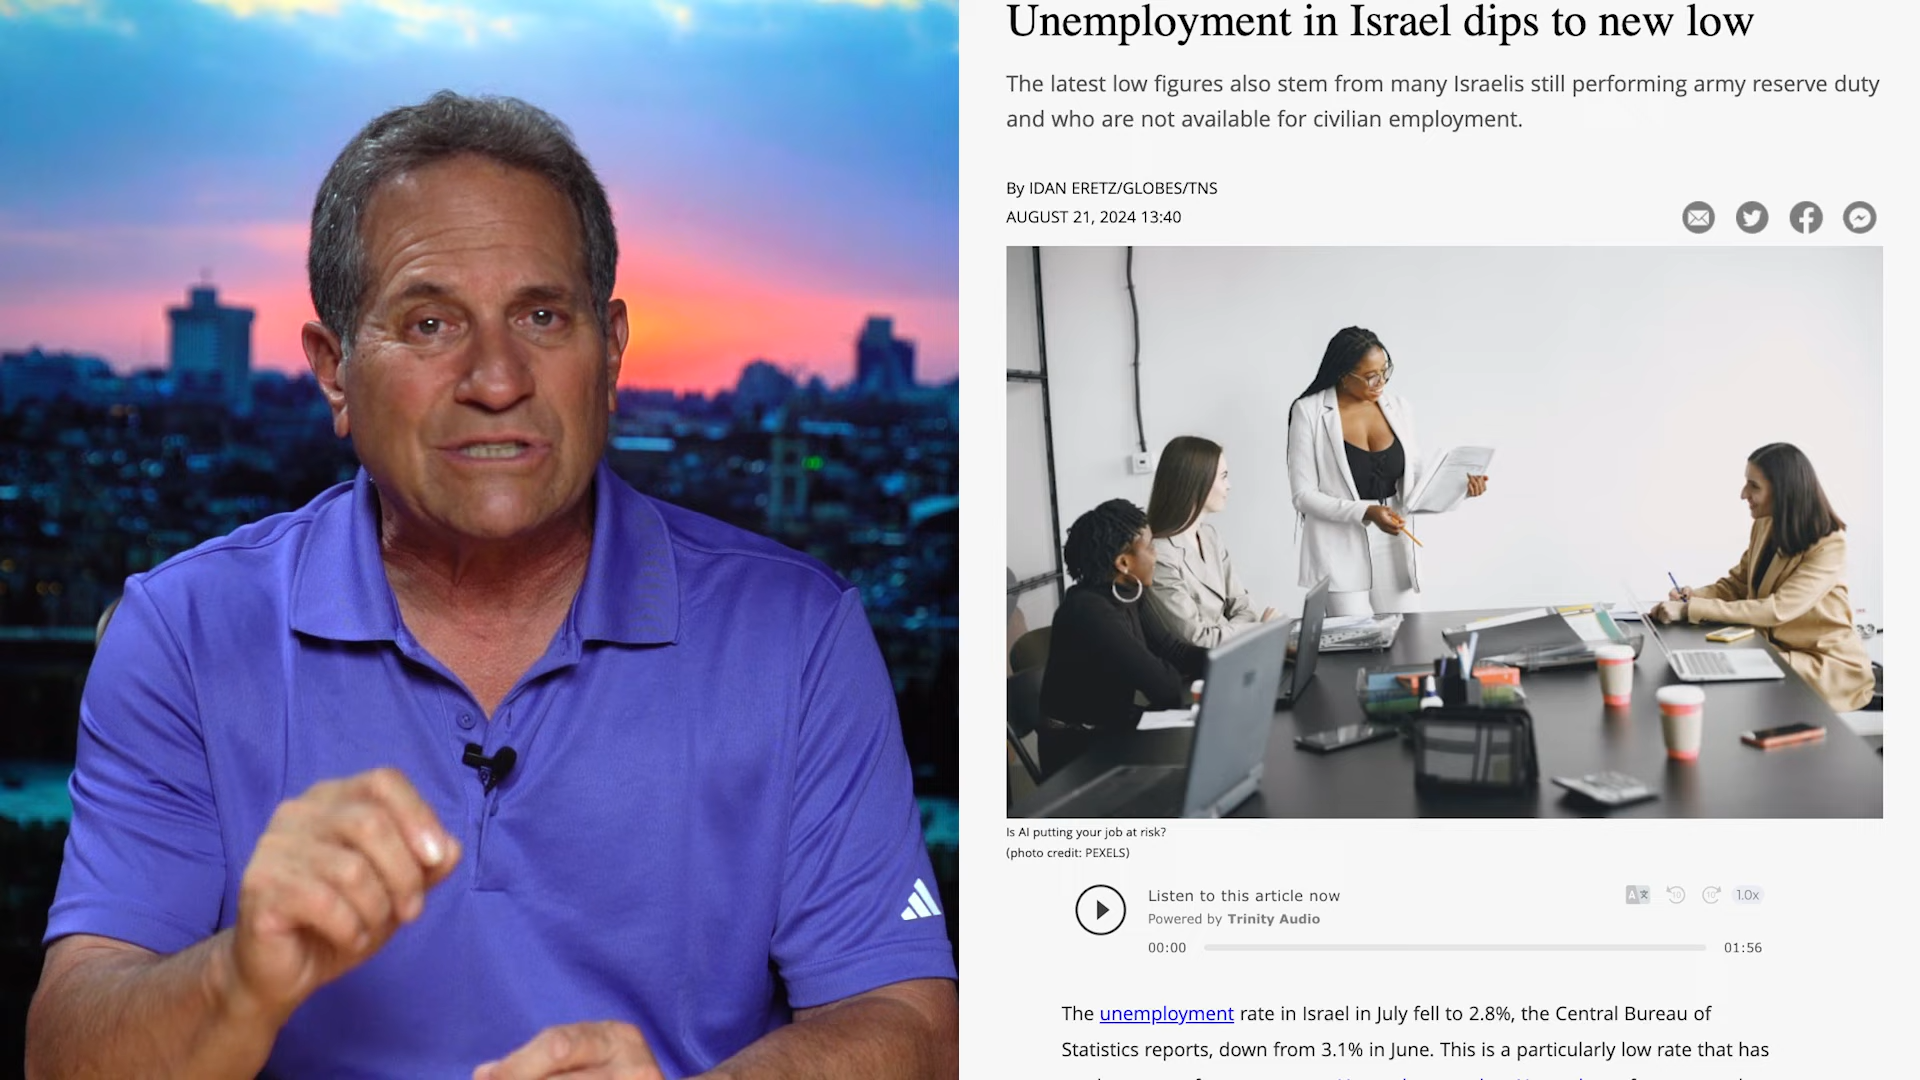 Unemployment in Israel dips to new low
The latest low figures also stem from many Israelis still performing army reserve duty
and who are not available for civilian employment.
By IDAN ERETZ/GLOBES/TNS
AUGUST 21, 2024 13:40
Is AI putting your job at risk?
(photo credit: PEXELS)
Listen to this article now
Powered by Trinity Audio
1.0x
00:00
01:56
The unemployment rate in Israel in July fell to 2.8%, the Central Bureau of
Statistics reports, down from 3.1% in June. This is a particularly low rate that has